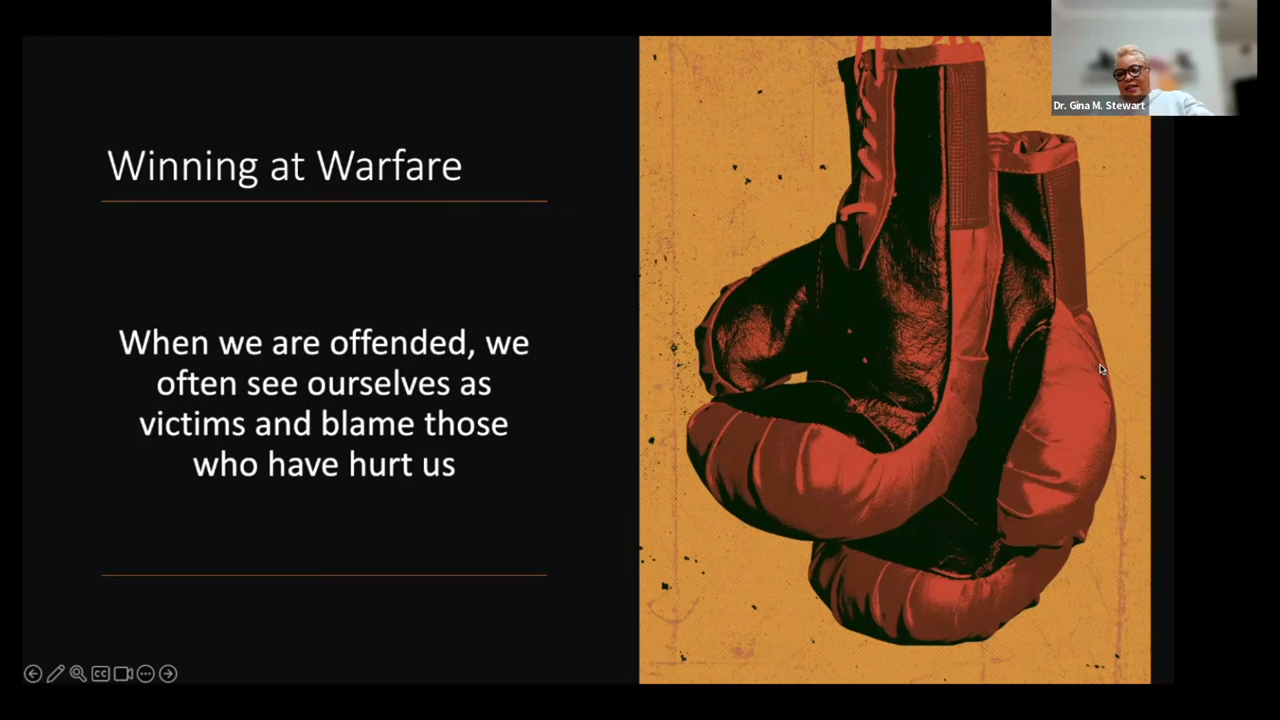 Dr. Gina M. Stewart
Winning at Warfare
When we are offended, we
often see ourselves as
victims and blame those
who have hurt us
CC